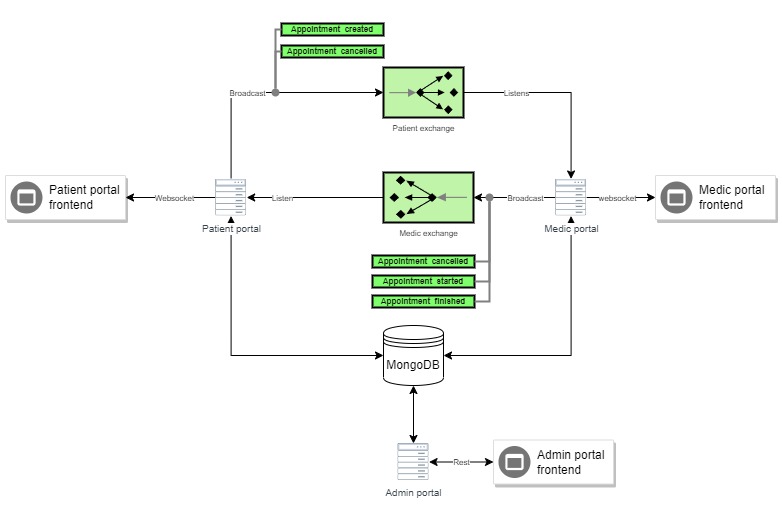 Appointment created
Appointment cancelled
Broadcast
Listens
Patient exchange
Patient portal
frontend
Websocket
Listen
Broadcast
websocket
Medic portal
frontend
Patient portal
Medic exchange
Medic portal
Appointment cancelled
Appointment started
Appointment finished
MongoDB
Rest
Admin portal
frontend
Admin portal